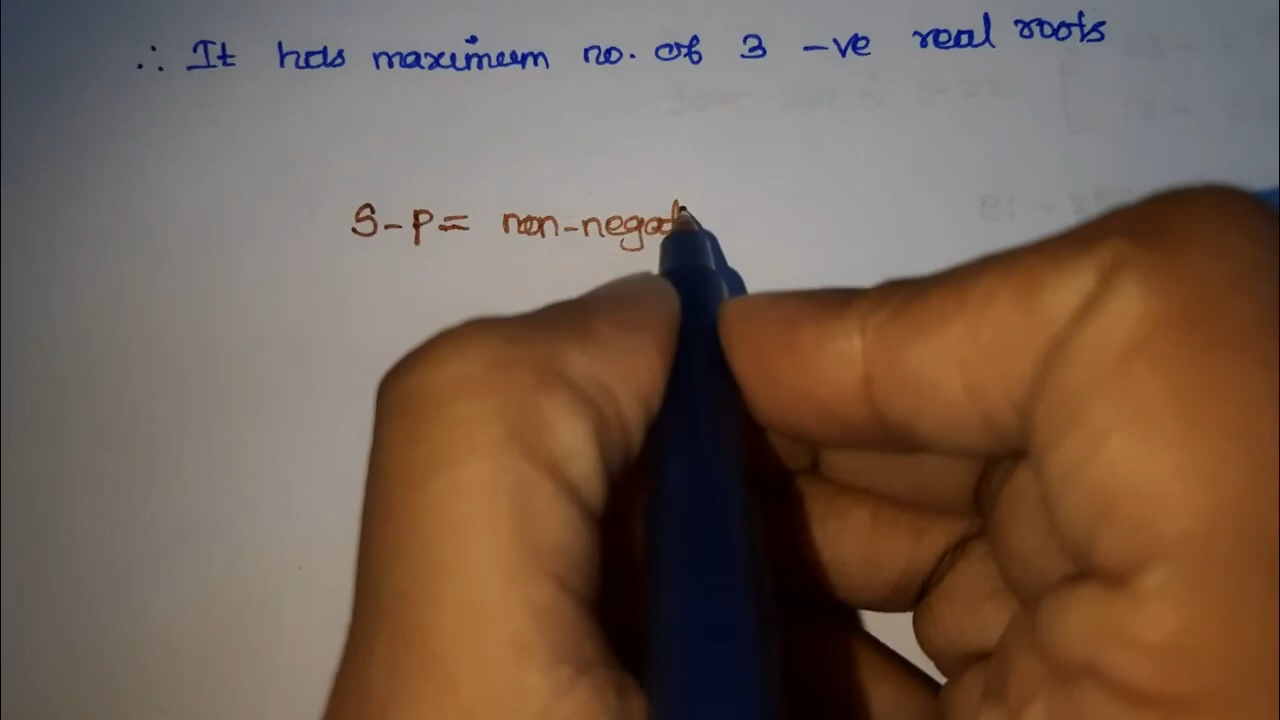 ∴ It has maximum no. of 3 -ve real roots
S-P= non-negat